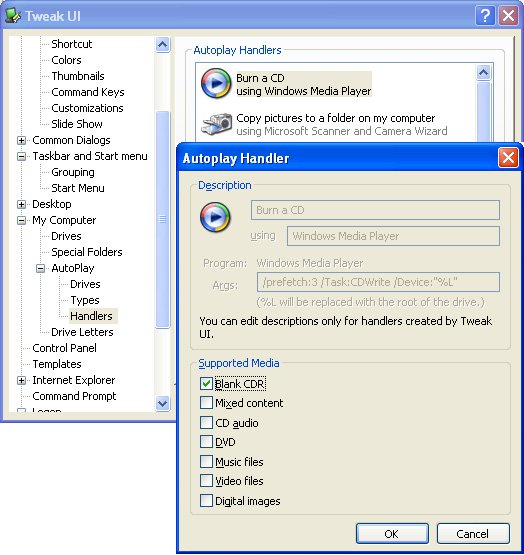 Tweak UI
Shortcut
Colors
Thumbnails
Command Keys
Customizations
Slide Show
Common Dialogs
Taskbar and Start menu
Grouping
Start Menu
Desktop
My Computer
Drives
Special Folders
AutoPlay
Drives
Types
Handlers
Drive Letters
Control Panel
Templates
Internet Explorer
Command Prompt
Logon
Autoplay Handlers
Burn a CD
using Windows Media Player
Copy pictures to a folder on my computer
using Microsoft Scanner and Camera Wizard
Autoplay Handler
Description
Burn a CD
using Windows Media Player
Program: Windows Media Player
Args: /prefetch:3 /Task:CDWrite /Device:"%L"
(%L will be replaced with the root of the drive.)
You can edit descriptions only for handlers created by Tweak
UI.
Supported Media
Blank CDR
Mixed content
CD audio
DVD
Music files
Video files
Digital images
OK
Cancel